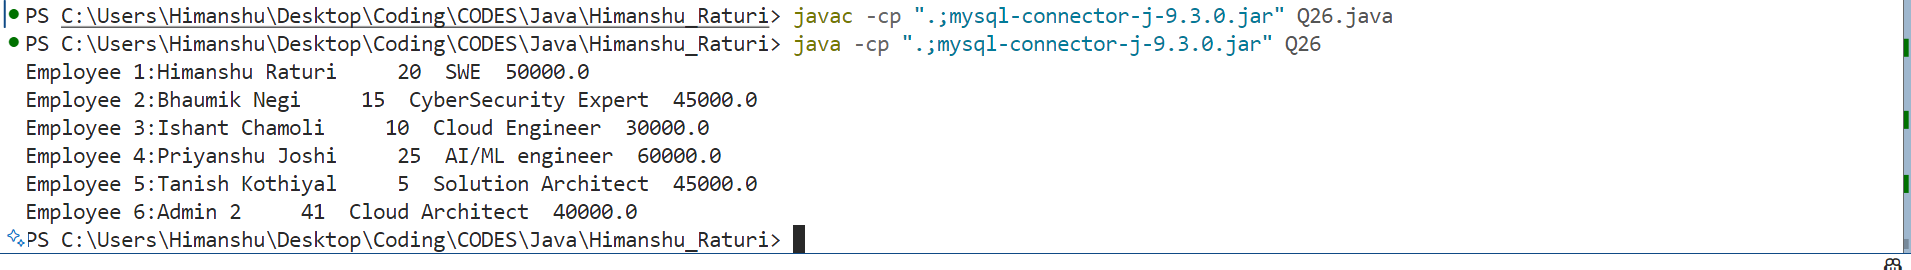 PS C:\Users\Himanshu\Desktop\Coding\CODES\Java\Himanshu_Raturi> javac -cp ".;mysql-connector-j-9.3.0.jar" Q26.java
PS C:\Users\Himanshu\Desktop\Coding\CODES\Java\Himanshu_Raturi> java -cp ".;mysql-connector-j-9.3.0.jar" Q26
Employee 1:Himanshu Raturi     20  SWE  50000.0
Employee 2:Bhaumik Negi     15  CyberSecurity Expert  45000.0
Employee 3:Ishant Chamoli     10  Cloud Engineer  30000.0
Employee 4:Priyanshu Joshi     25  AI/ML engineer  60000.0
Employee 5:Tanish Kothiyal     5  Solution Architect  45000.0
Employee 6:Admin 2     41  Cloud Architect  40000.0
PS C:\Users\Himanshu\Desktop\Coding\CODES\Java\Himanshu_Raturi>